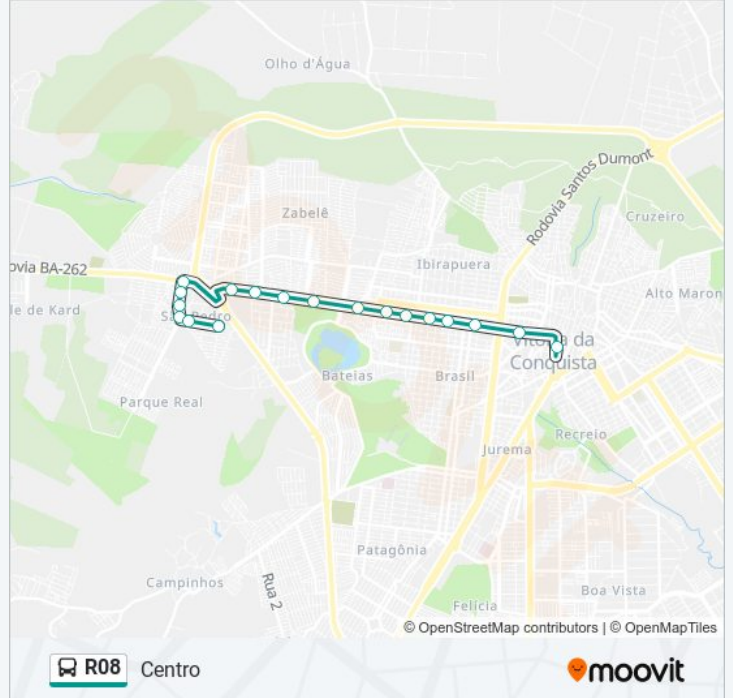 Olho d'Água
Rodovia Santos Dumont
Zabelê
Cruzeiro
ovia BA-262
Ibirapuera
Alto Maron
le de Kard
São Pedro
Vitória da
Conquista
Bateias
Brasil
Parque Real
Recreio
Jurema
Patagônia
Campinhos
Rua 2
Boa Vista
Felícia
© OpenStreetMap contributors | © OpenMapTiles
R08 Centro
moovit